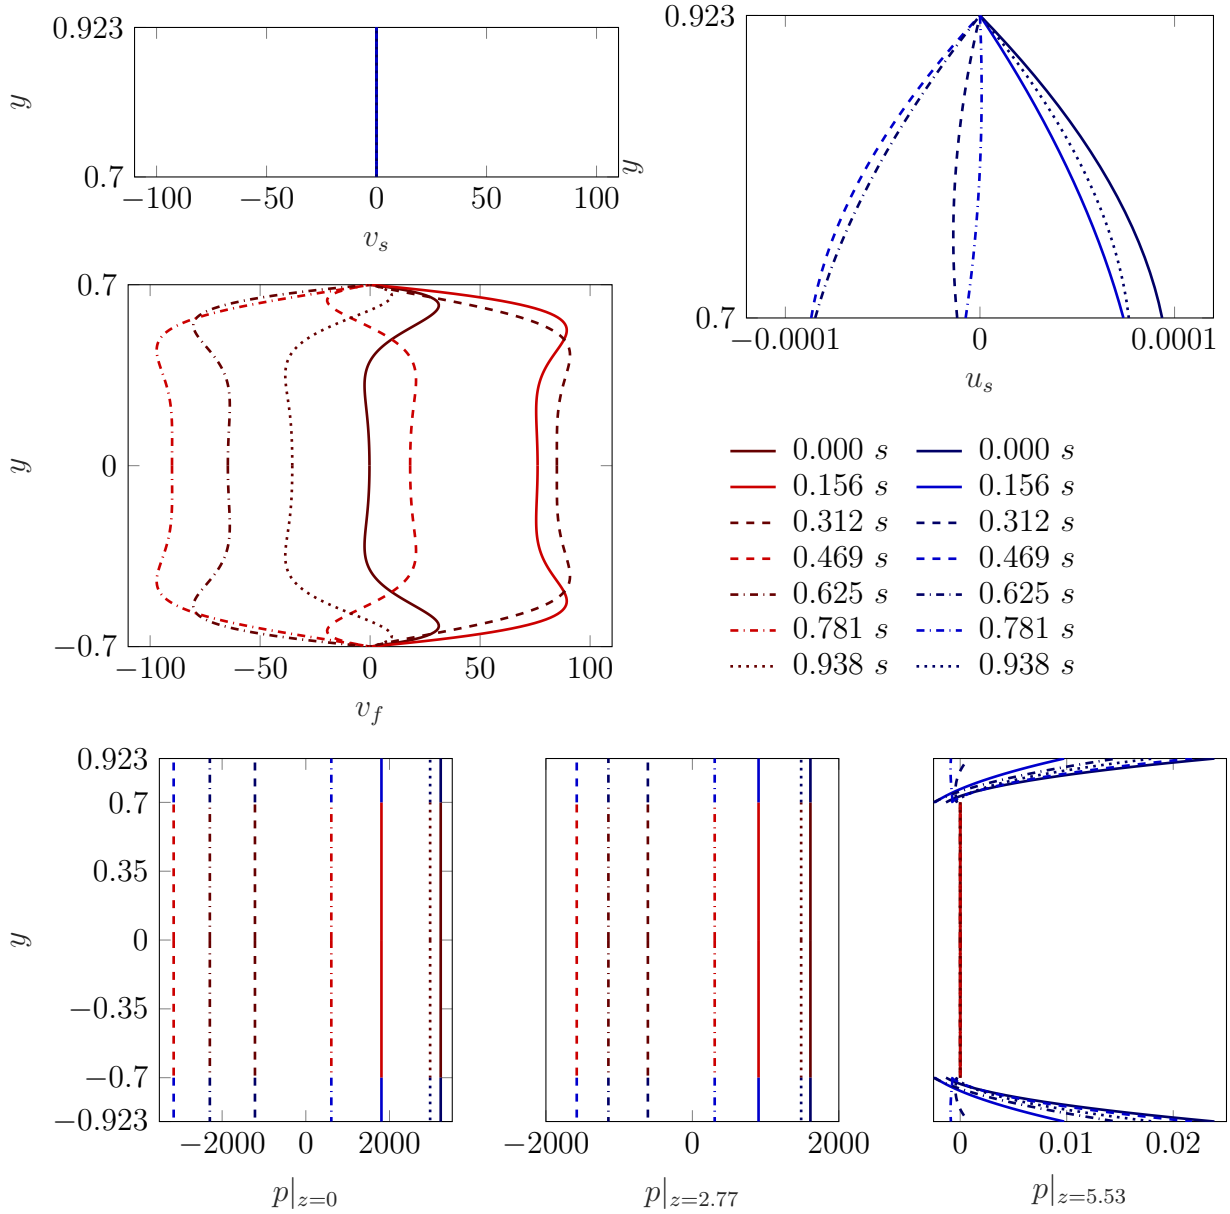 0.923
y
0.7
−100 −50 0 50 100
v_s
0.923
y
0.7
−0.0001 0 0.0001
u_s
0.7
y
0
−0.7
−100 −50 0 50 100
v_f
0.000 s 0.000 s
0.156 s 0.156 s
0.312 s 0.312 s
0.469 s 0.469 s
0.625 s 0.625 s
0.781 s 0.781 s
0.938 s 0.938 s
0.923
0.7
0.35
y
0
−0.35
−0.7
−0.923
−2000 0 2000
p|z=0
−2000 0 2000
p|z=2.77
0 0.01 0.02
p|z=5.53